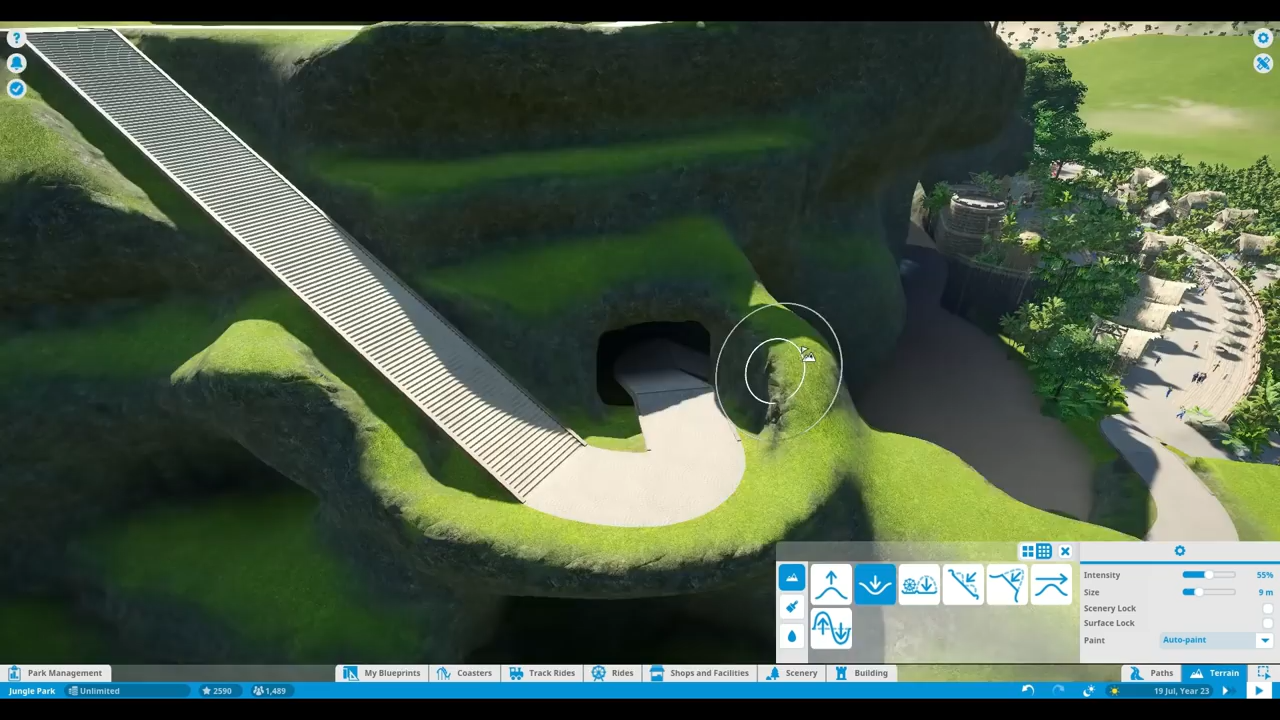 ?
Intensity 55%
Size 9 m
Scenery Lock
Surface Lock
Paint Auto-paint
Park Management
My Blueprints Coasters Track Rides Rides Shops and Facilities Scenery Building Paths Terrain
Jungle Park Unlimited 2590 1,489 19 Jul, Year 23